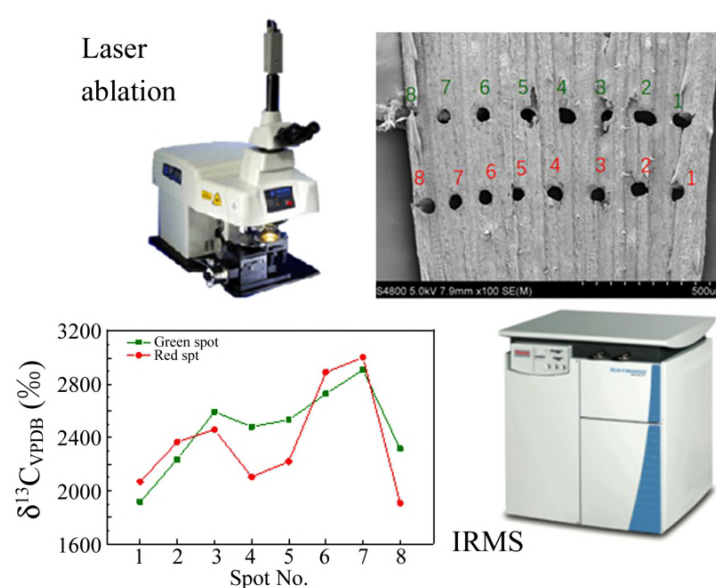 Laser
ablation
8 7 6 5 4 3 2 1
8 7 6 5 4 3 2 1
S4800 5.0kV 7.9mm x100 SE(M)
500u
3200
2800
2400
2000
1600
Green spot
Red spt
δ¹³C_VPDB (‰)
1 2 3 4 5 6 7 8
Spot No.
IRMS